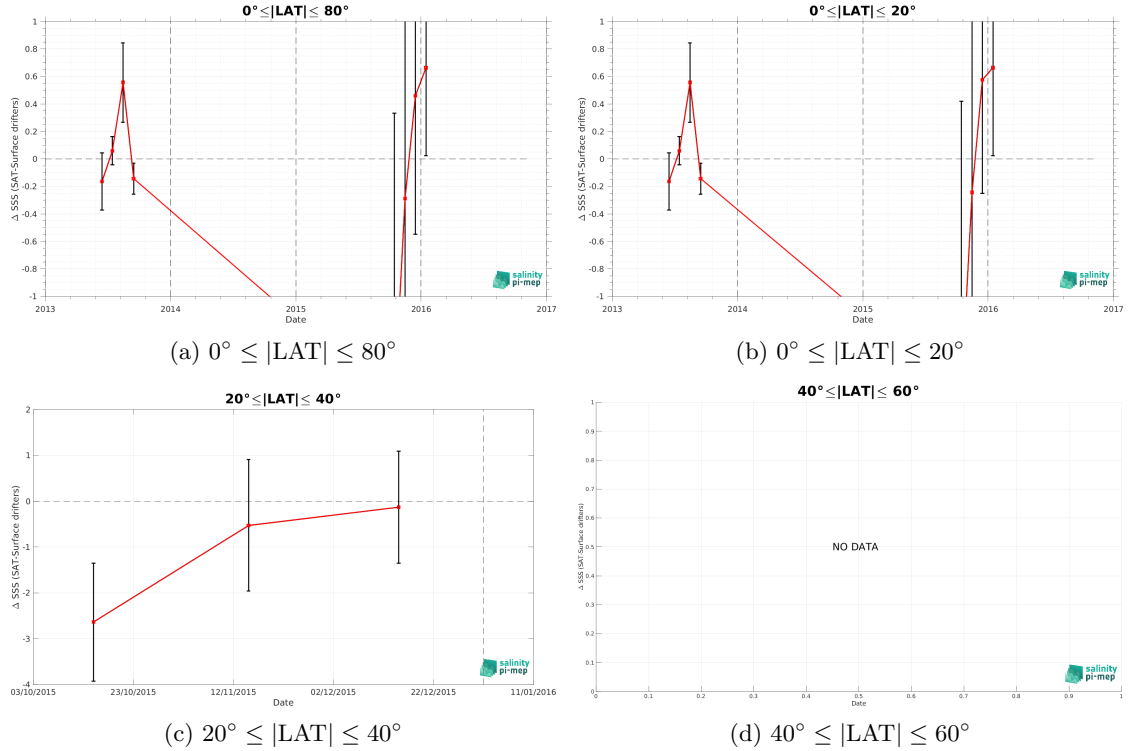 0°≤|LAT|≤ 80°
1
0.8
0.6
0.4
0.2
0
-0.2
-0.4
-0.6
-0.8
-1
Δ SSS (SAT-Surface drifters)
2013 2014 2015 2016 2017
Date
salinity
pi-mep
(a) 0° ≤ |LAT| ≤ 80°
0°≤|LAT|≤ 20°
1
0.8
0.6
0.4
0.2
0
-0.2
-0.4
-0.6
-0.8
-1
Δ SSS (SAT-Surface drifters)
2013 2014 2015 2016 2017
Date
salinity
pi-mep
(b) 0° ≤ |LAT| ≤ 20°
20°≤|LAT|≤ 40°
2
1
0
-1
-2
-3
-4
Δ SSS (SAT-Surface drifters)
03/10/2015 23/10/2015 12/11/2015 02/12/2015 22/12/2015 11/01/2016
Date
salinity
pi-mep
(c) 20° ≤ |LAT| ≤ 40°
40°≤|LAT|≤ 60°
1
0.9
0.8
0.7
0.6
0.5
0.4
0.3
0.2
0.1
0
Δ SSS (SAT-Surface drifters)
NO DATA
0 0.1 0.2 0.3 0.4 0.5 0.6 0.7 0.8 0.9 1
Date
salinity
pi-mep
(d) 40° ≤ |LAT| ≤ 60°